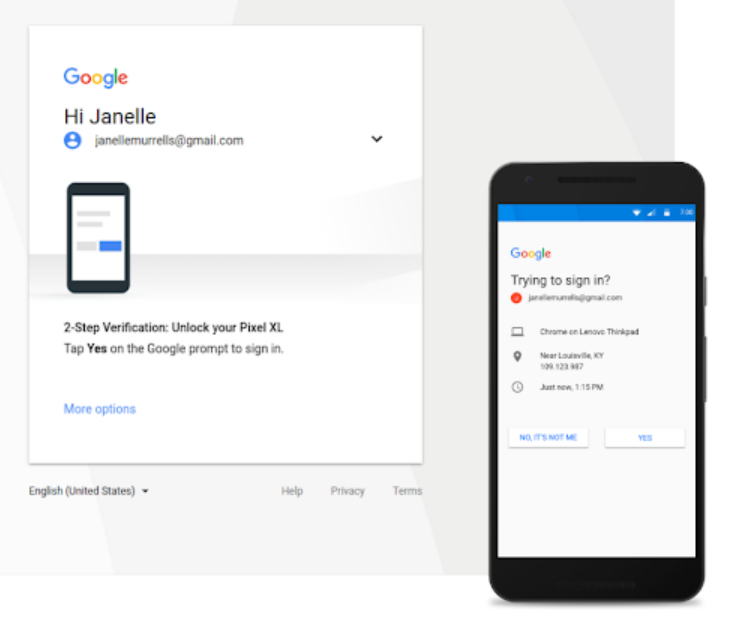 Google
Hi Janelle
janellemurrells@gmail.com
2-Step Verification: Unlock your Pixel XL
Tap Yes on the Google prompt to sign in.
More options
English (United States)
Help Privacy Terms
7:00
Google
Trying to sign in?
J
janellemurrells@gmail.com
Chrome on Lenovo Thinkpad
Near Louisville, KY
109.123.987
Just now, 1:15 PM
NO, IT'S NOT ME YES